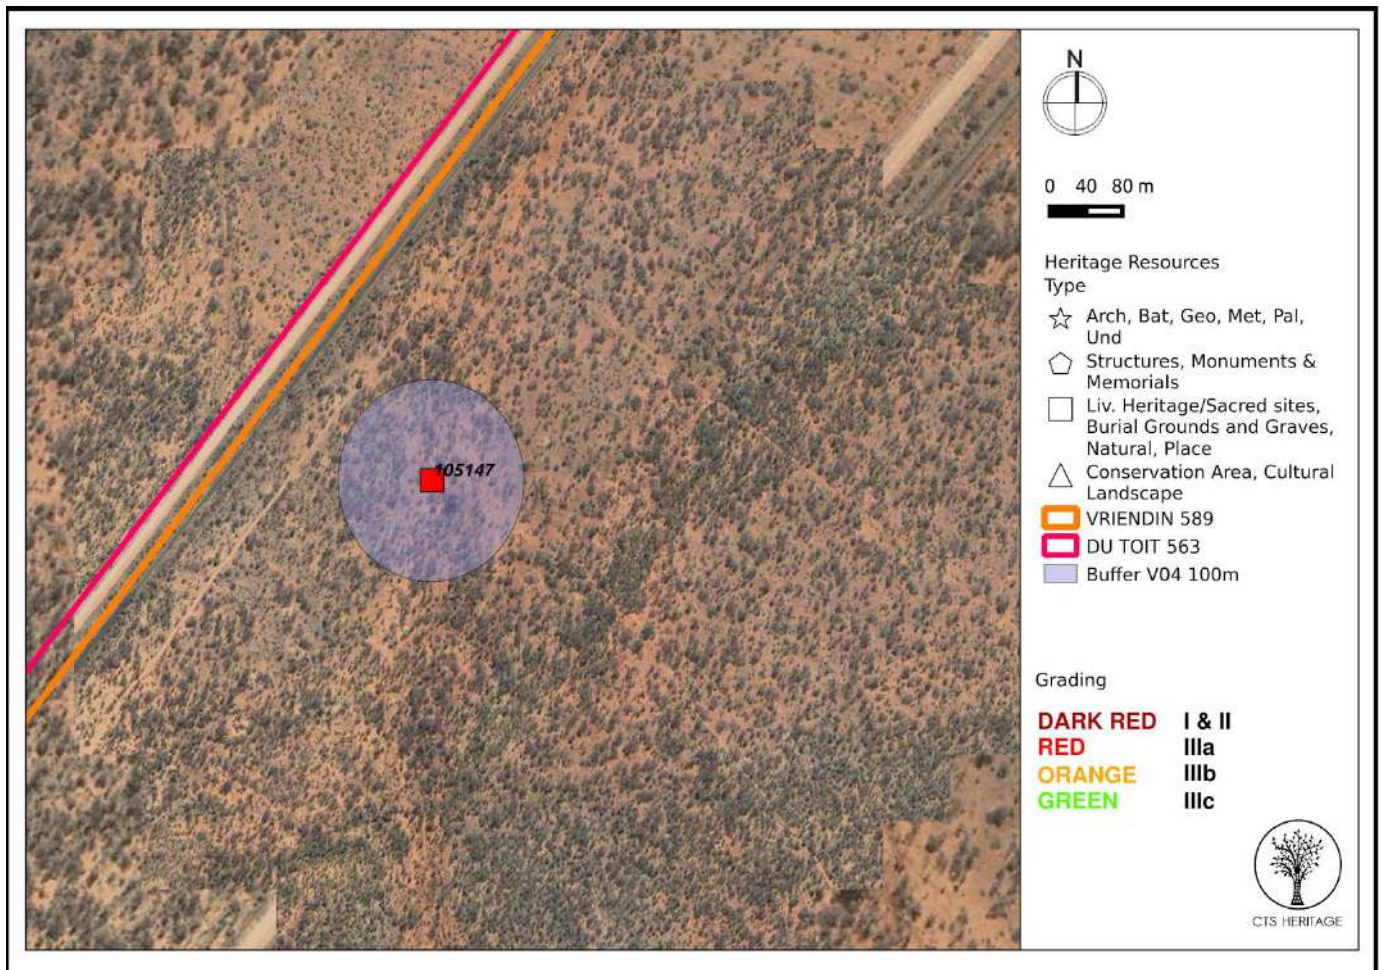 N
0 40 80 m
Heritage Resources
Type
Arch, Bat, Geo, Met, Pal,
Und
Structures, Monuments &
Memorials
Liv. Heritage/Sacred sites,
Burial Grounds and Graves,
Natural, Place
Conservation Area, Cultural
Landscape
VRIENDIN 589
DU TOIT 563
Buffer V04 100m
105147
Grading
DARK RED I & II
RED IIIa
ORANGE IIIb
GREEN IIIc
CTS HERITAGE